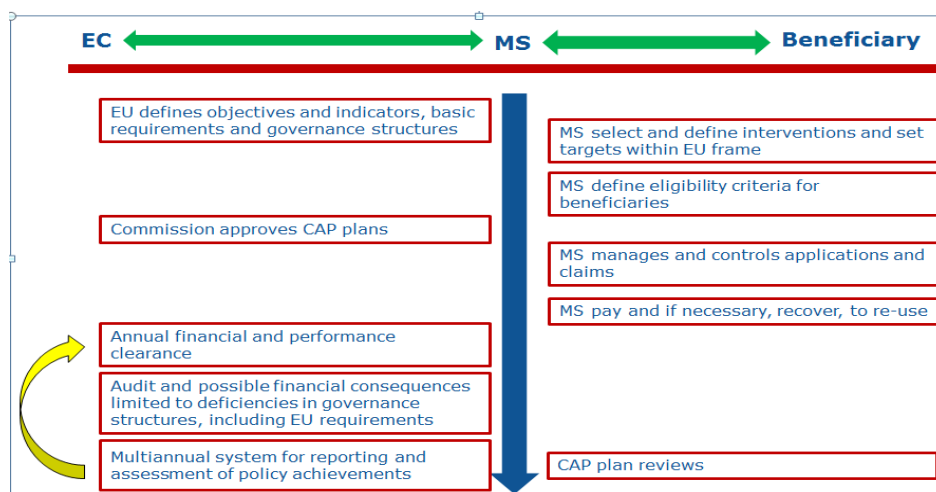 EC
MS
Beneficiary
EU defines objectives and indicators, basic
requirements and governance structures
MS select and define interventions and set
targets within EU frame
MS define eligibility criteria for
beneficiaries
Commission approves CAP plans
MS manages and controls applications and
claims
MS pay and if necessary, recover, to re-use
Annual financial and performance
clearance
Audit and possible financial consequences
limited to deficiencies in governance
structures, including EU requirements
Multiannual system for reporting and
assessment of policy achievements
CAP plan reviews